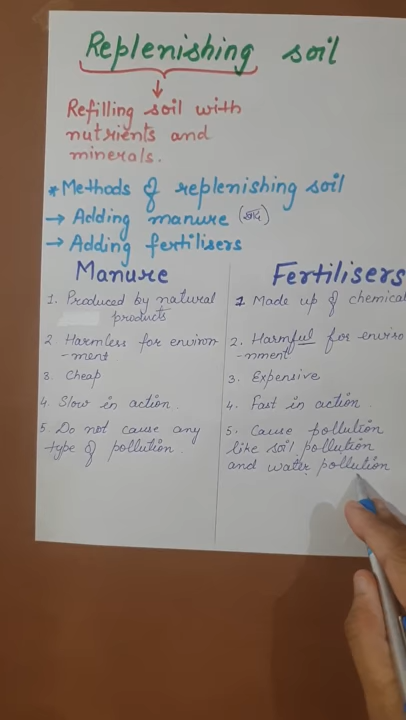 Replenishing soil
Refilling soil with
nutrients and
minerals.
* Methods of replenishing soil
→ Adding manure (खाद)
→ Adding fertilisers
Manure
1. Produced by natural
products
2. Harmless for environ
-ment
3. Cheap
4. Slow in action
5. Do not cause any
type of pollution.
Fertilisers
1. Made up of chemical
2. Harmful for enviro
-nment
3. Expensive
4. Fast in action.
5. Cause pollution
like soil pollution
and water pollution